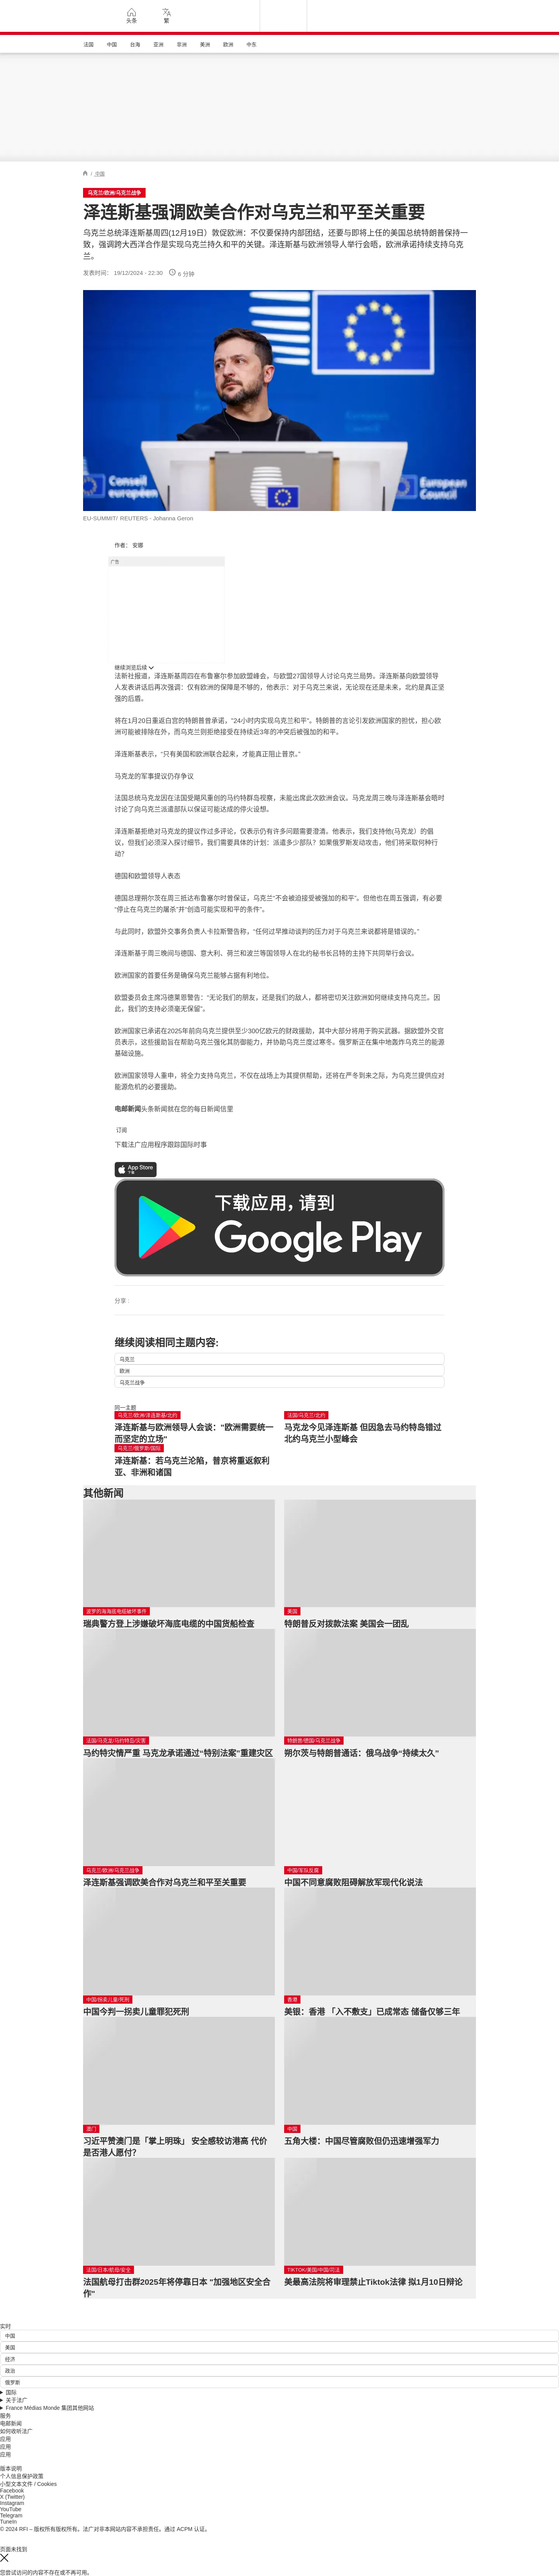 头条
繁
法国
中国
台海
亚洲
非洲
美洲
欧洲
中东
/ 中国
乌克兰/欧洲/乌克兰战争
泽连斯基强调欧美合作对乌克兰和平至关重要
乌克兰总统泽连斯基周四(12月19日）敦促欧洲：不仅要保持内部团结，还要与即将上任的美国总统特朗普保持一
致，强调跨大西洋合作是实现乌克兰持久和平的关键。泽连斯基与欧洲领导人举行会晤，欧洲承诺持续支持乌克
兰。
发表时间： 19/12/2024 - 22:30 6 分钟
Conseil
européen
European
Council
EU-SUMMIT/ REUTERS - Johanna Geron
作者： 安娜
广告
继续浏览后续
法新社报道，泽连斯基周四在布鲁塞尔参加欧盟峰会，与欧盟27国领导人讨论乌克兰局势。泽连斯基向欧盟领导
人发表讲话后再次强调：仅有欧洲的保障是不够的，他表示：对于乌克兰来说，无论现在还是未来，北约是真正坚
强的后盾。
将在1月20日重返白宫的特朗普曾承诺，"24小时内实现乌克兰和平"。特朗普的言论引发欧洲国家的担忧，担心欧
洲可能被排除在外，而乌克兰则拒绝接受在持续近3年的冲突后被强加的和平。
泽连斯基表示，“只有美国和欧洲联合起来，才能真正阻止普京。”
马克龙的军事提议仍存争议
法国总统马克龙因在法国受飓风重创的马约特群岛视察，未能出席此次欧洲会议。马克龙周三晚与泽连斯基会晤时
讨论了向乌克兰派遣部队以保证可能达成的停火设想。
泽连斯基拒绝对马克龙的提议作过多评论，仅表示仍有许多问题需要澄清。他表示，我们支持他(马克龙）的倡
议，但我们必须深入探讨细节，我们需要具体的计划：派遣多少部队？如果俄罗斯发动攻击，他们将采取何种行
动？
德国和欧盟领导人表态
德国总理朔尔茨在周三抵达布鲁塞尔时曾保证，乌克兰“不会被迫接受被强加的和平”。但他也在周五强调，有必要
“停止在乌克兰的屠杀”并“创造可能实现和平的条件”。
与此同时，欧盟外交事务负责人卡拉斯警告称，“任何过早推动谈判的压力对于乌克兰来说都将是错误的。”
泽连斯基于周三晚间与德国、意大利、荷兰和波兰等国领导人在北约秘书长吕特的主持下共同举行会议。
欧洲国家的首要任务是确保乌克兰能够占据有利地位。
欧盟委员会主席冯德莱恩警告：“无论我们的朋友，还是我们的敌人，都将密切关注欧洲如何继续支持乌克兰。因
此，我们的支持必须毫无保留”。
欧洲国家已承诺在2025年前向乌克兰提供至少300亿欧元的财政援助，其中大部分将用于购买武器。据欧盟外交官
员表示，这些援助旨在帮助乌克兰强化其防御能力，并协助乌克兰度过寒冬。俄罗斯正在集中地轰炸乌克兰的能源
基础设施。
欧洲国家领导人重申，将全力支持乌克兰，不仅在战场上为其提供帮助，还将在严冬到来之际，为乌克兰提供应对
能源危机的必要援助。
电邮新闻头条新闻就在您的每日新闻信里
订阅
下载法广应用程序跟踪国际时事
App Store
下载
下载应用，请到
Google Play
分享 :
继续阅读相同主题内容:
乌克兰
欧洲
乌克兰战争
同一主题
乌克兰/欧洲/泽连斯基/北约
泽连斯基与欧洲领导人会谈："欧洲需要统一
而坚定的立场"
法国/乌克兰/北约
马克龙今见泽连斯基 但因急去马约特岛错过
北约乌克兰小型峰会
乌克兰/俄罗斯/国际
泽连斯基：若乌克兰沦陷，普京将重返叙利
亚、非洲和诸国
其他新闻
波罗的海海底电缆破坏事件
瑞典警方登上涉嫌破坏海底电缆的中国货船检查
美国
特朗普反对拨款法案 美国会一团乱
法国/马克龙/马约特岛/灾害
马约特灾情严重 马克龙承诺通过“特别法案”重建灾区
特朗普/德国/乌克兰战争
朔尔茨与特朗普通话：俄乌战争“持续太久”
乌克兰/欧洲/乌克兰战争
泽连斯基强调欧美合作对乌克兰和平至关重要
中国/军队反腐
中国不同意腐败阻碍解放军现代化说法
中国/拐卖儿童/死刑
中国今判一拐卖儿童罪犯死刑
香港
美银：香港 「入不敷支」已成常态 储备仅够三年
澳门
习近平赞澳门是「掌上明珠」 安全感较访港高 代价
是否港人愿付？
中国
五角大楼：中国尽管腐败但仍迅速增强军力
法国/日本/航母/安全
法国航母打击群2025年将停靠日本 "加强地区安全合
作"
TIKTOK/美国/中国/司法
美最高法院将审理禁止Tiktok法律 拟1月10日辩论
实时
中国
美国
经济
政治
俄罗斯
国际
关于法广
France Médias Monde 集团其他网站
服务
电邮新闻
如何收听法广
应用
应用
应用
版本说明
个人信息保护政策
小型文本文件 / Cookies
Facebook
X (Twitter)
Instagram
YouTube
Telegram
TuneIn
© 2024 RFI – 版权所有版权所有。法广对非本网站内容不承担责任。通过 ACPM 认证。
页面未找到
您尝试访问的内容不存在或不再可用。